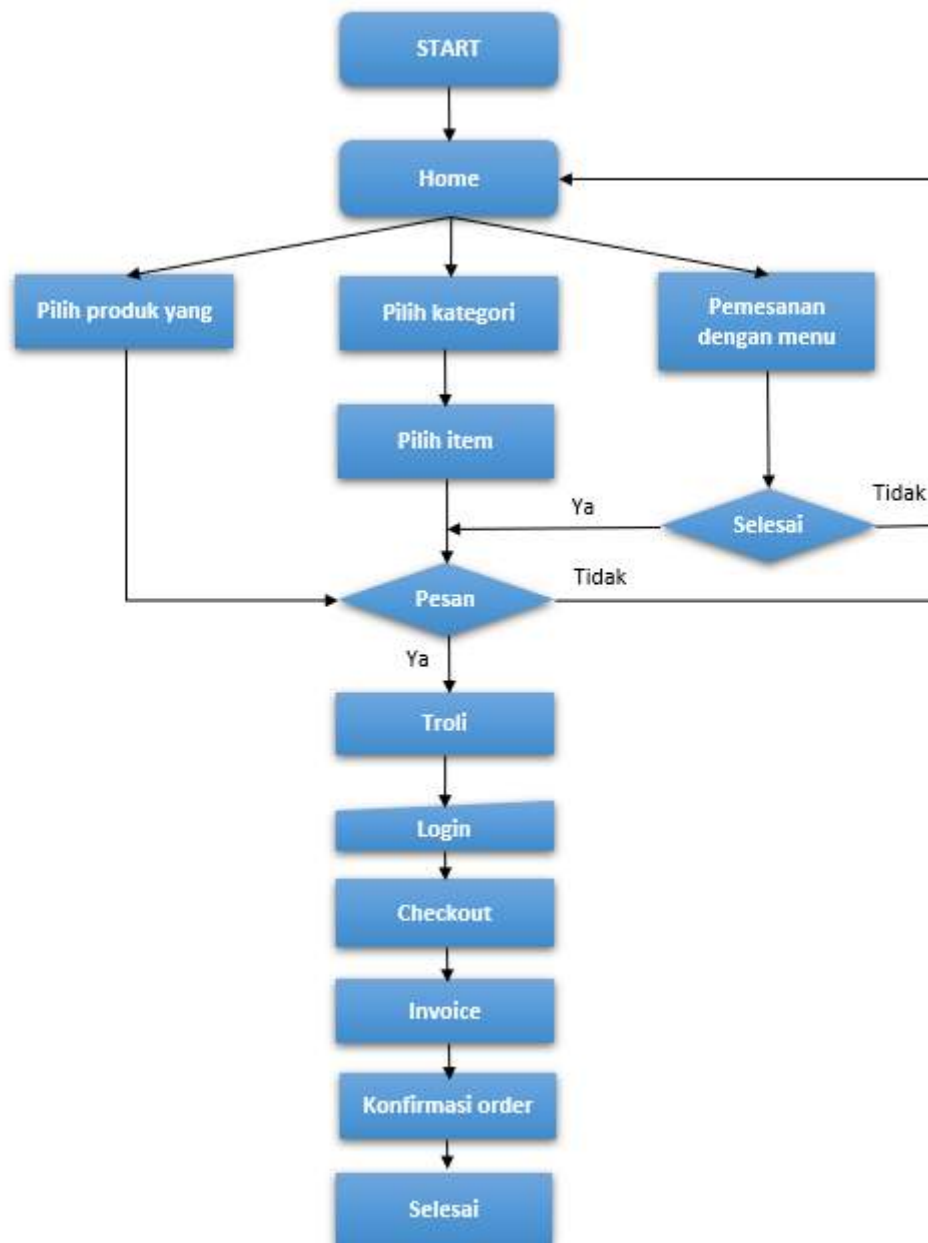 START
Home
Pilih produk yang
Pilih kategori
Pemesanan
dengan menu
Pilih item
Ya
Selesai
Tidak
Pesan
Tidak
Ya
Troli
Login
Checkout
Invoice
Konfirmasi order
Selesai